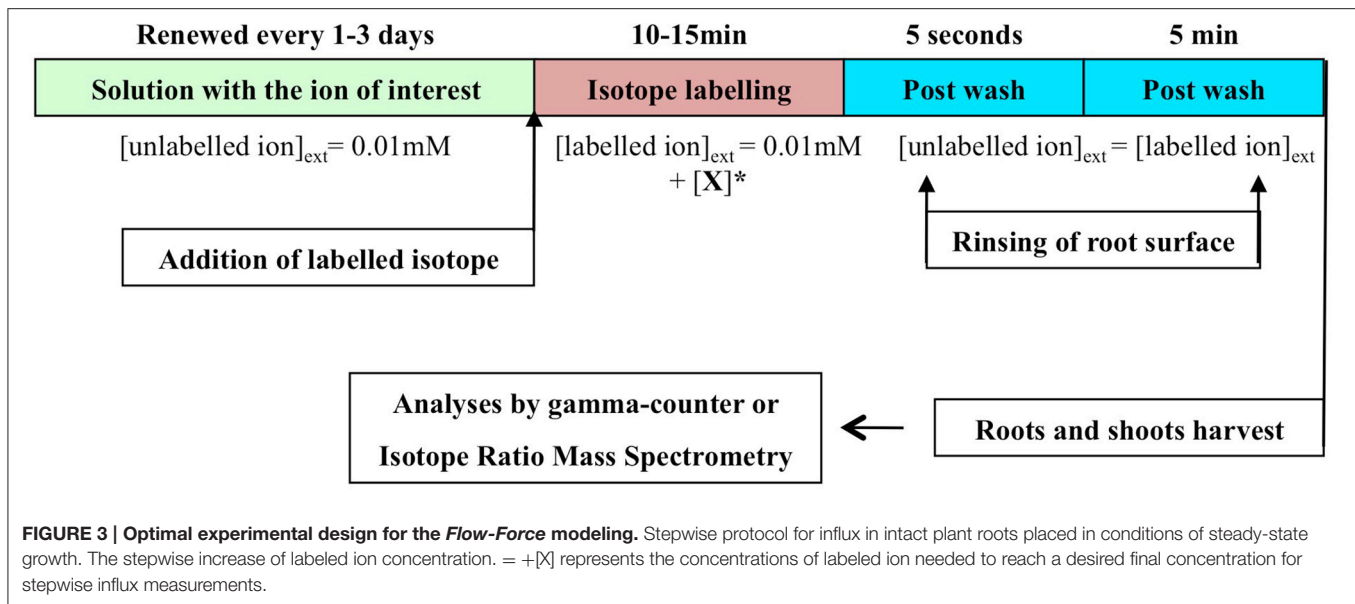 Renewed every 1-3 days 10-15min 5 seconds 5 min
Solution with the ion of interest Isotope labelling Post wash Post wash
[unlabelled ion]ext= 0.01mM [labelled ion]ext = 0.01mM [unlabelled ion]ext = [labelled ion]ext
+ [X]*
Addition of labelled isotope Rinsing of root surface
Analyses by gamma-counter or
Isotope Ratio Mass Spectrometry
Roots and shoots harvest
FIGURE 3 | Optimal experimental design for the Flow-Force modeling. Stepwise protocol for influx in intact plant roots placed in conditions of steady-state
growth. The stepwise increase of labeled ion concentration. = +[X] represents the concentrations of labeled ion needed to reach a desired final concentration for
stepwise influx measurements.